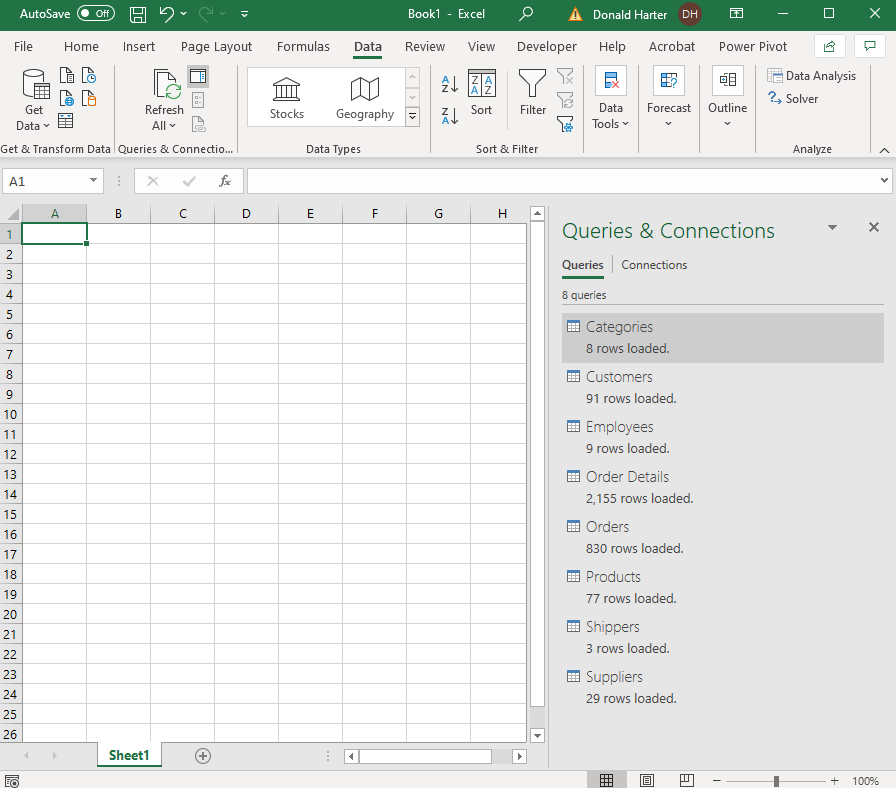 AutoSave Off Book1 - Excel Donald Harter DH
File Home Insert Page Layout Formulas Data Review View Developer Help Acrobat Power Pivot
Get Data
Refresh All
Stocks
Geography
A Z
Z A
Z A A Z
Sort
Filter
Data Tools
Forecast
Outline
Data Analysis
Solver
Get & Transform Data Queries & Connectio... Data Types Sort & Filter Analyze
A1 fx
A B C D E F G H
1
2
3
4
5
6
7
8
9
10
11
12
13
14
15
16
17
18
19
20
21
22
23
24
25
26
Queries & Connections
Queries Connections
8 queries
Categories
8 rows loaded.
Customers
91 rows loaded.
Employees
9 rows loaded.
Order Details
2,155 rows loaded.
Orders
830 rows loaded.
Products
77 rows loaded.
Shippers
3 rows loaded.
Suppliers
29 rows loaded.
Sheet1
100%